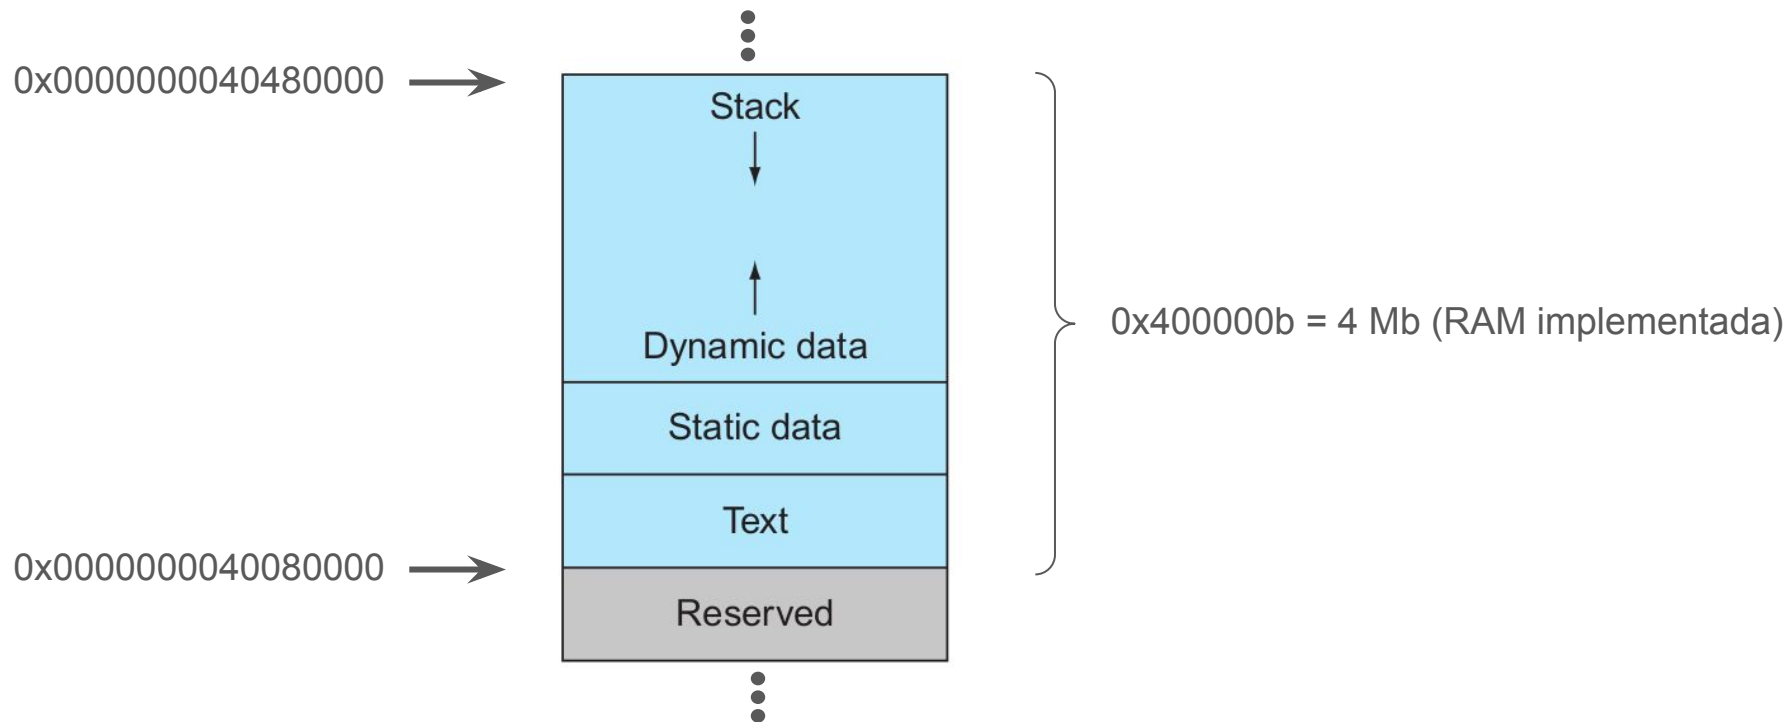 0x0000000040480000
Stack
Dynamic data
0x400000b = 4 Mb (RAM implementada)
Static data
Text
0x0000000040080000
Reserved